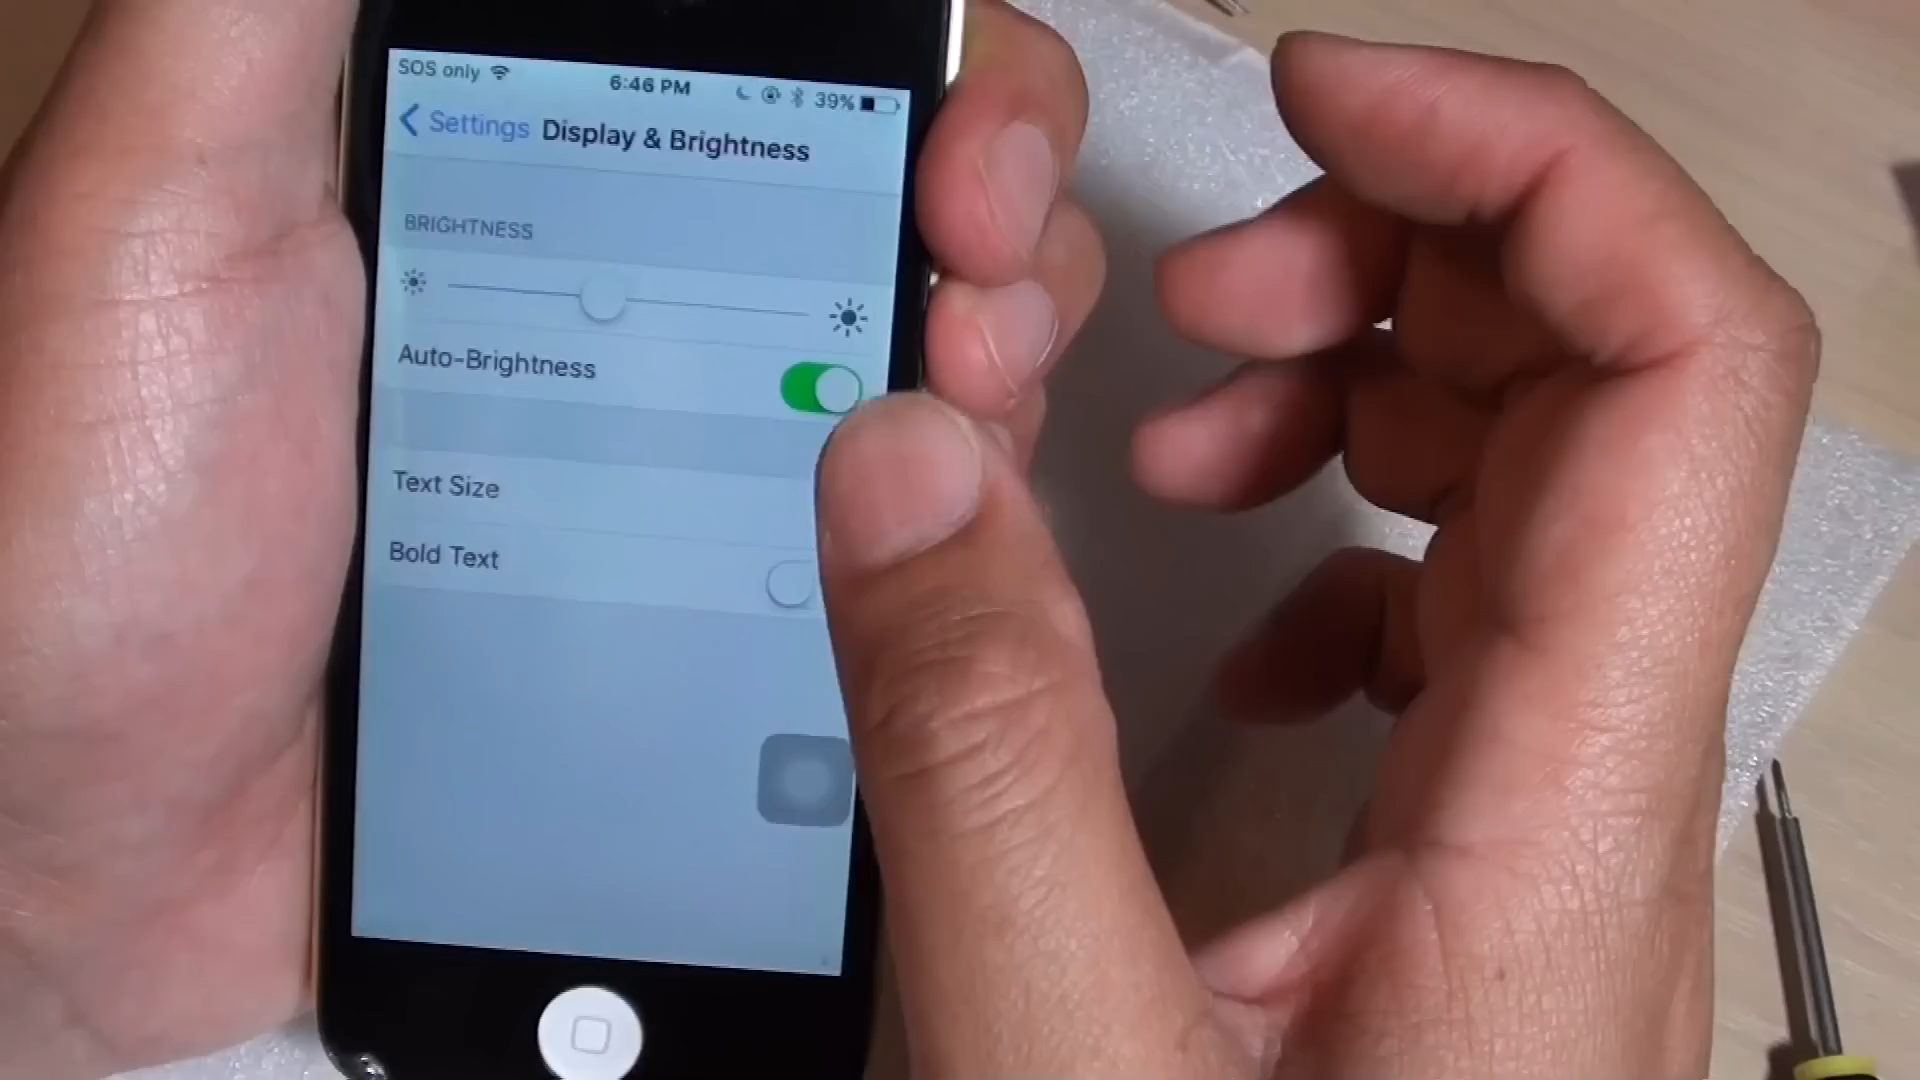 SOS only 6:46 PM 39%
Settings Display & Brightness
BRIGHTNESS
Auto-Brightness
Text Size
Bold Text